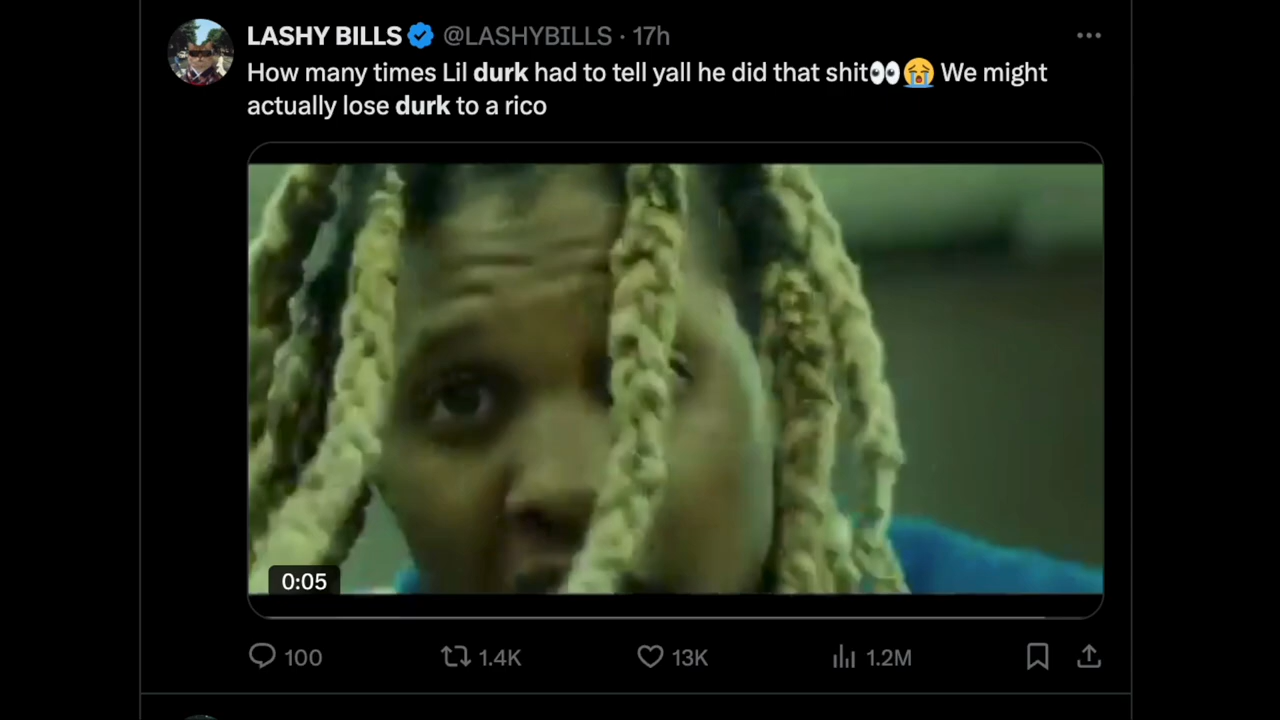 LASHY BILLS @LASHYBILLS · 17h
How many times Lil durk had to tell yall he did that shit👀😭 We might
actually lose durk to a rico
0:05
100 1.4K 13K 1.2M